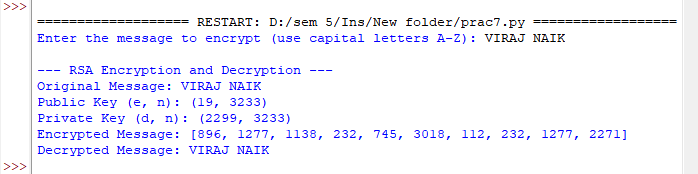 >>>
=================== RESTART: D:/sem 5/Ins/New folder/prac7.py ==================
Enter the message to encrypt (use capital letters A-Z): VIRAJ NAIK
--- RSA Encryption and Decryption ---
Original Message: VIRAJ NAIK
Public Key (e, n): (19, 3233)
Private Key (d, n): (2299, 3233)
Encrypted Message: [896, 1277, 1138, 232, 745, 3018, 112, 232, 1277, 2271]
Decrypted Message: VIRAJ NAIK
>>>